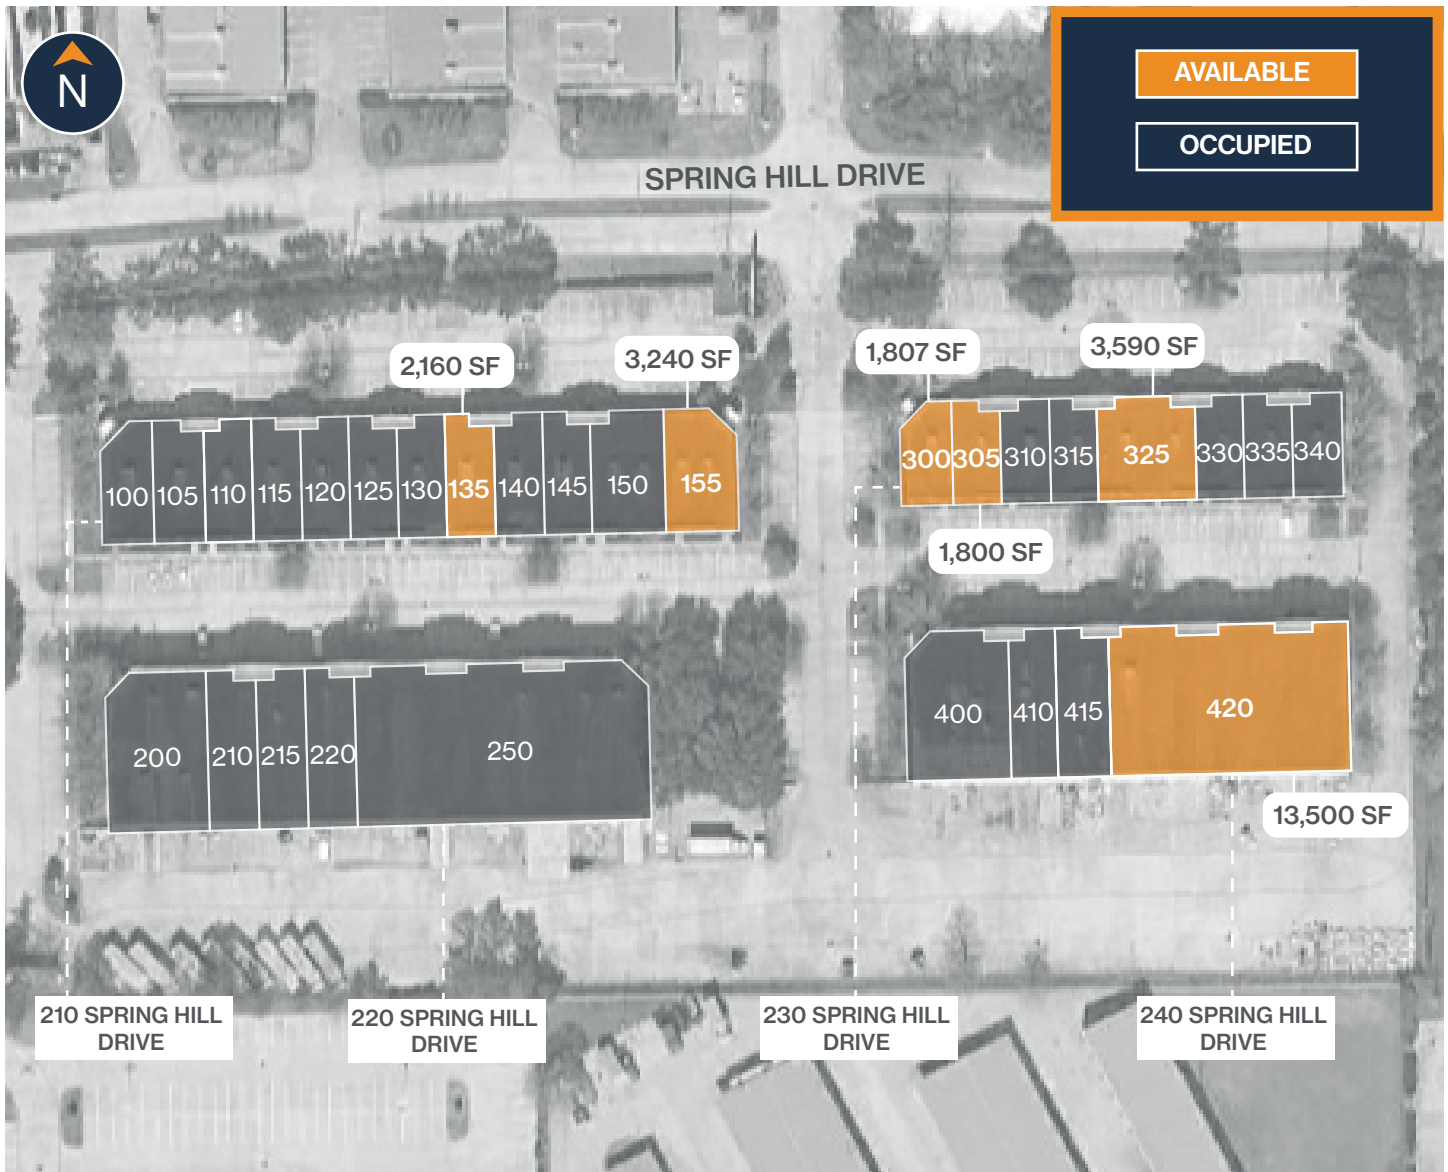 N
AVAILABLE
OCCUPIED
SPRING HILL DRIVE
2,160 SF
3,240 SF
1,807 SF
3,590 SF
100 105 110 115 120 125 130 135 140 145 150 155
300 305 310 315 325 330 335 340
1,800 SF
200 210 215 220 250
400 410 415 420
13,500 SF
210 SPRING HILL
DRIVE
220 SPRING HILL
DRIVE
230 SPRING HILL
DRIVE
240 SPRING HILL
DRIVE